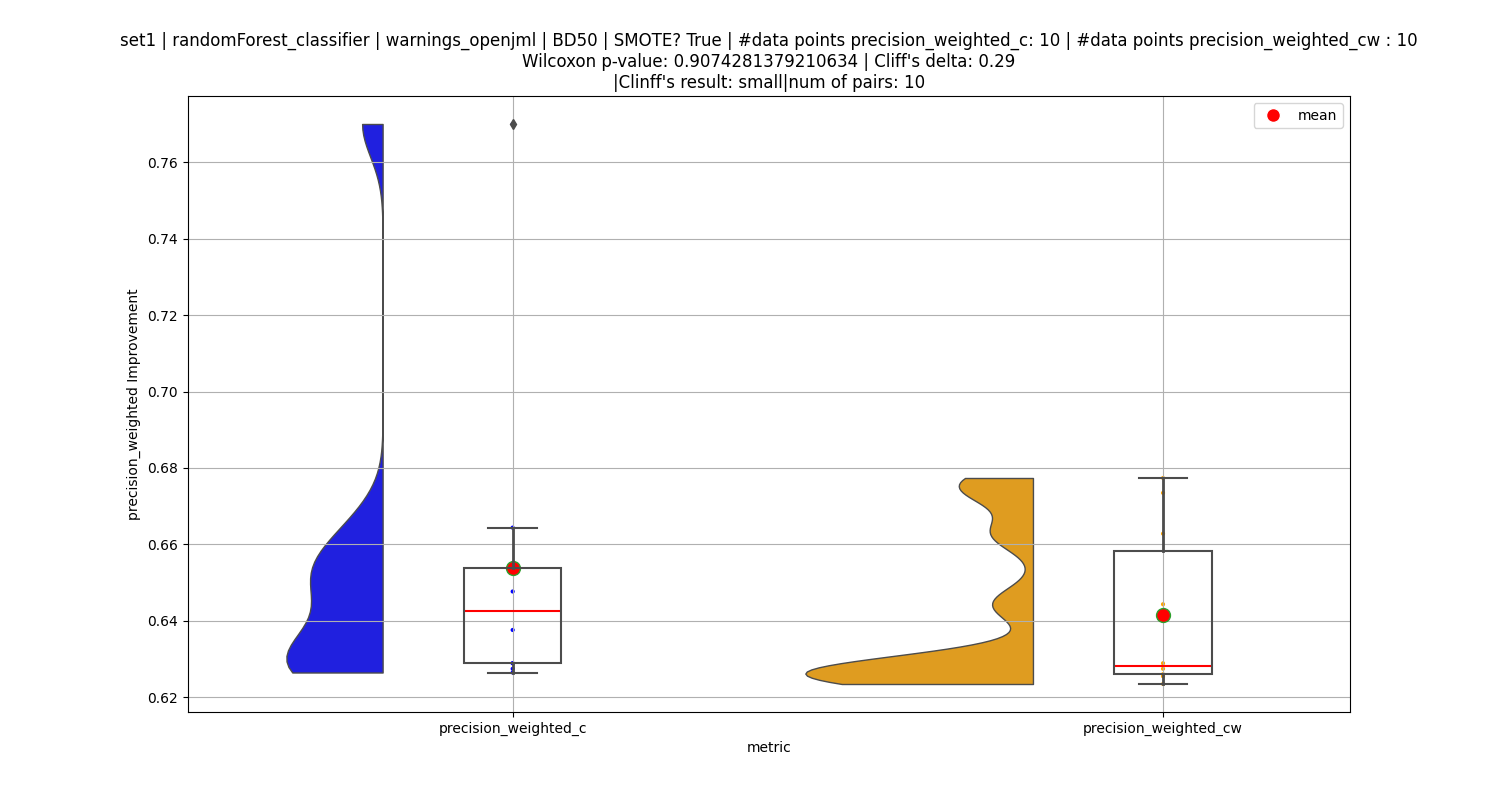 set1 | randomForest_classifier | warnings_openjml | BD50 | SMOTE? True | #data points precision_weighted_c: 10 | #data points precision_weighted_cw : 10
Wilcoxon p-value: 0.9074281379210634 | Cliff's delta: 0.29
|Clinff's result: small|num of pairs: 10
mean
precision_weighted Improvement
0.76
0.74
0.72
0.70
0.68
0.66
0.64
0.62
precision_weighted_c
precision_weighted_cw
metric